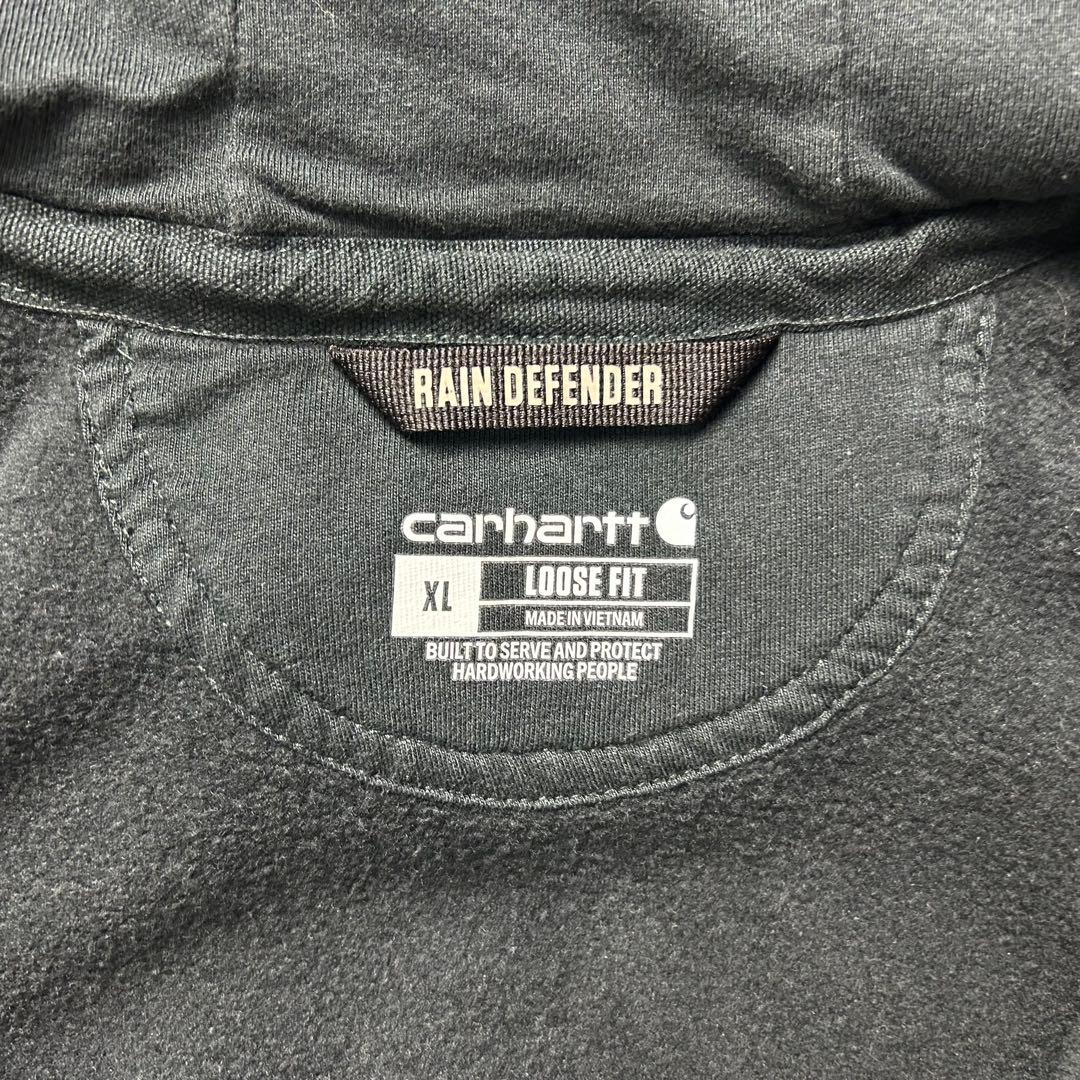 RAIN DEFENDER
carhartt
XL
LOOSE FIT
MADE IN VIETNAM
BUILT TO SERVE AND PROTECT
HARDWORKING PEOPLE